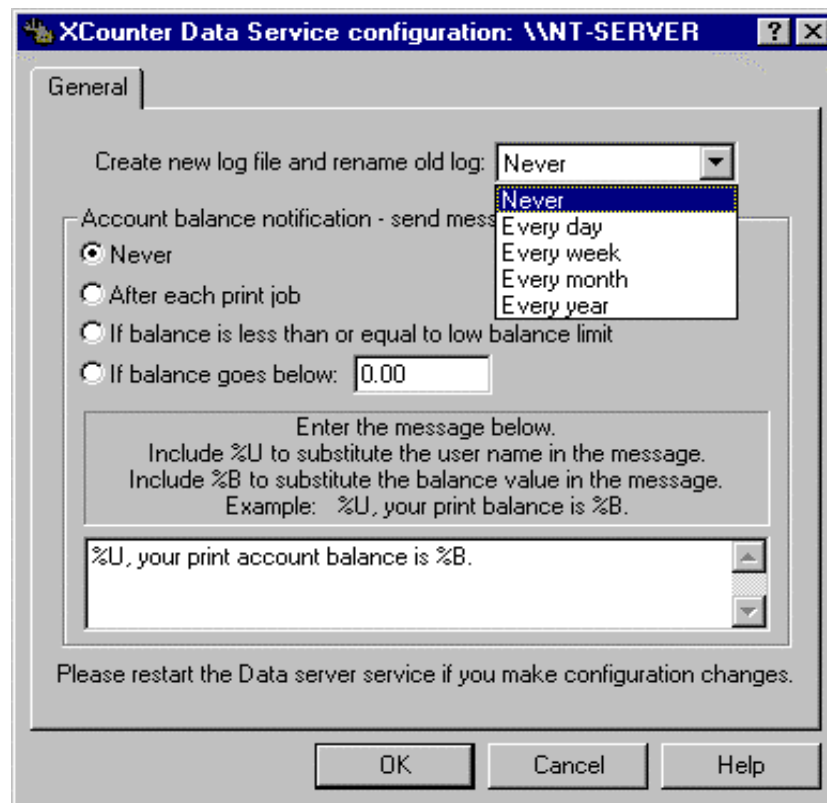 XCounter Data Service configuration: \\NT-SERVER
General
Create new log file and rename old log: Never
Never
Every day
Every week
Every month
Every year
Account balance notification - send mess
Never
After each print job
If balance is less than or equal to low balance limit
If balance goes below: 0.00
Enter the message below.
Include %U to substitute the user name in the message.
Include %B to substitute the balance value in the message.
Example: %U, your print balance is %B.
%U, your print account balance is %B.
Please restart the Data server service if you make configuration changes.
OK Cancel Help